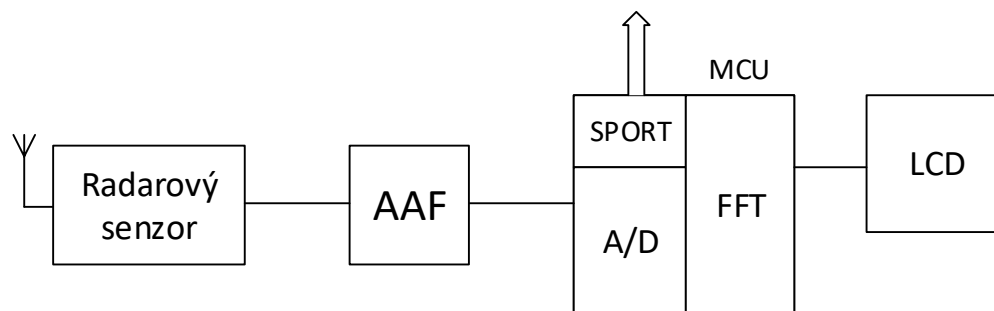 MCU
SPORT
Radarový
senzor
AAF
A/D
FFT
LCD